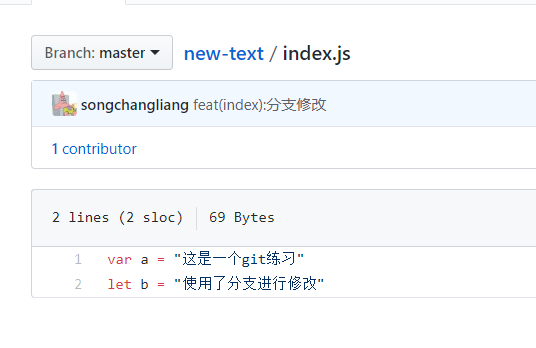 Branch: master new-text / index.js
songchangliang feat(index):分支修改
1 contributor
2 lines (2 sloc) 69 Bytes
1 var a = "这是一个git练习"
2 let b = "使用了分支进行修改"